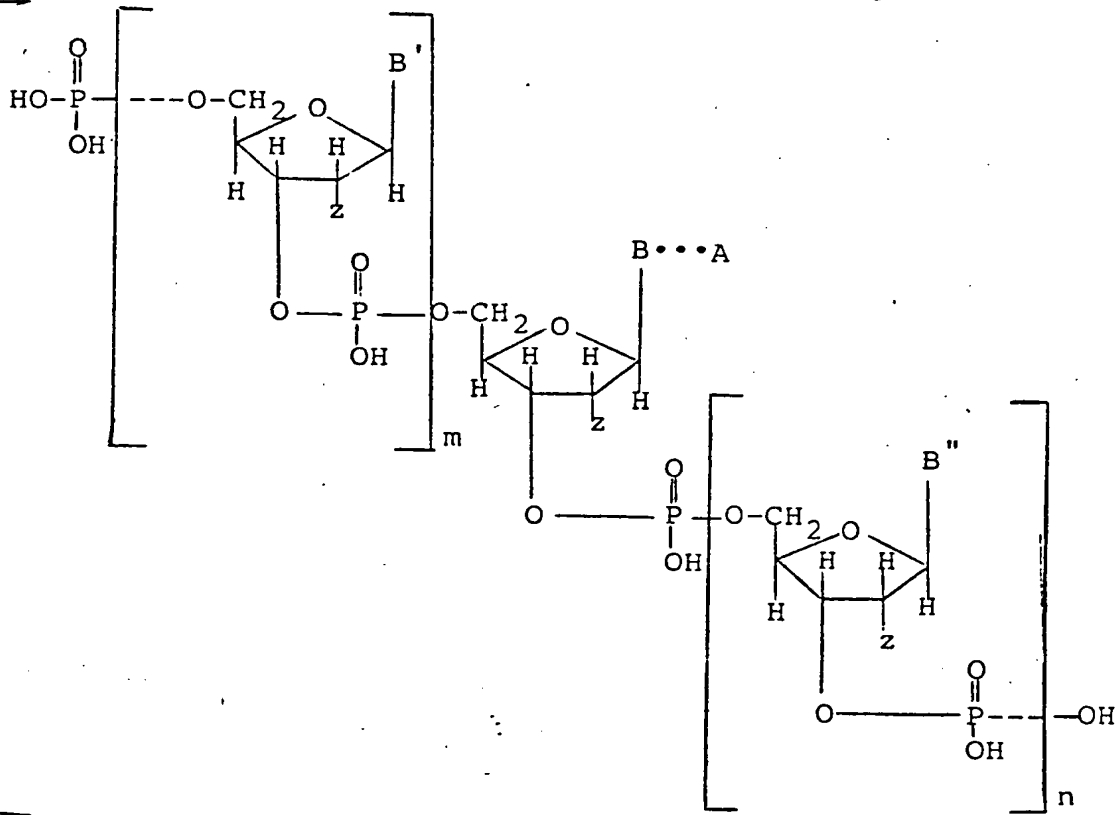 O
B'
HO-P----O-CH2 O
OH H H
H H
z
B•••A
O
O P O-CH2 O
OH H H
H H
z
m
B"
O
O P O-CH2 O
OH H H
H H
z
O
O P---OH
OH
n